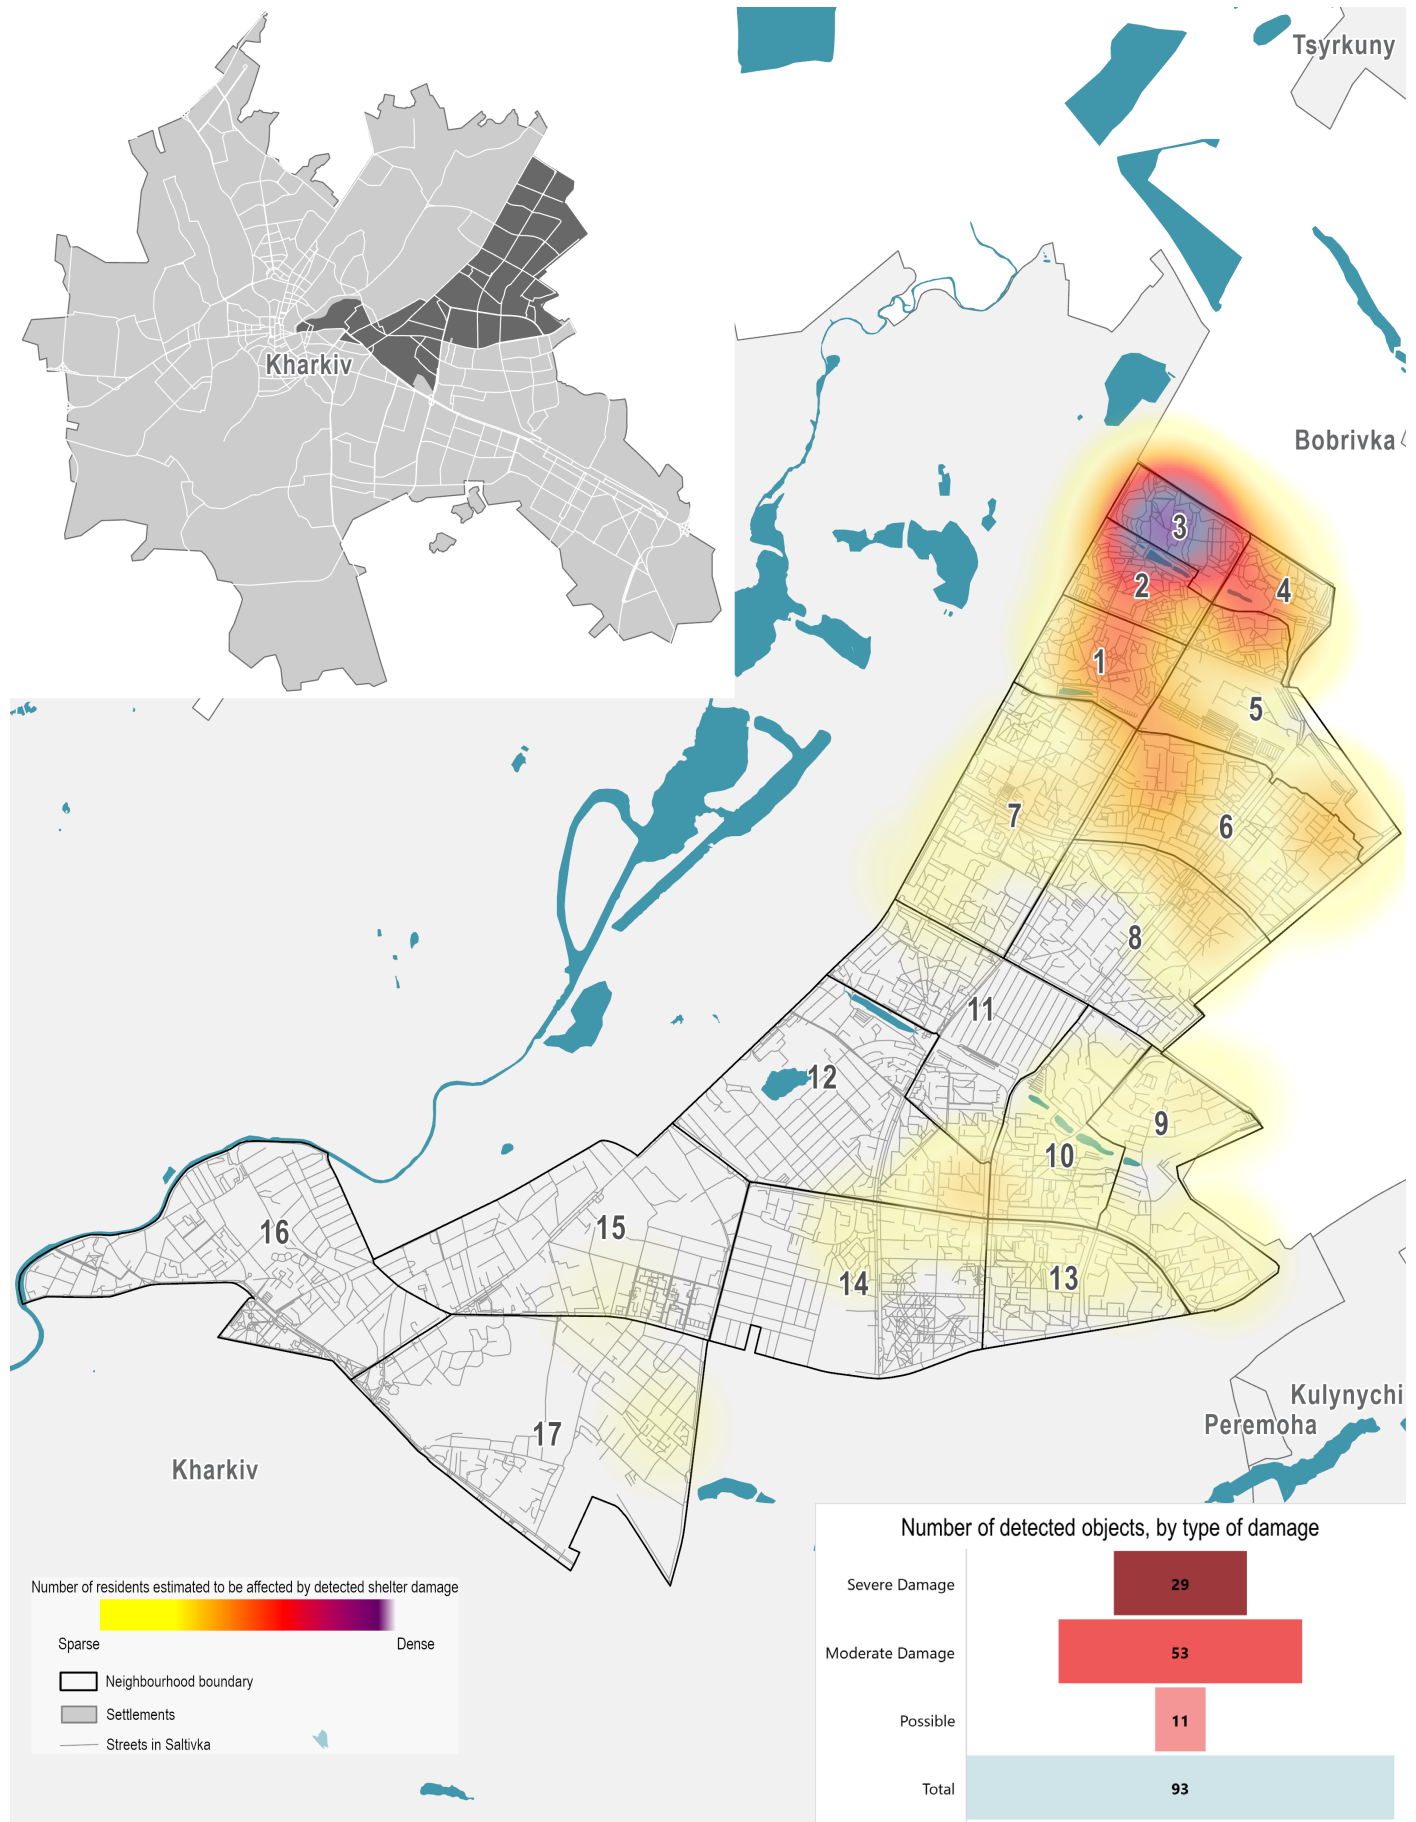 Tsyrkuny
Kharkiv
Bobrivka
3
2
4
1
5
7
6
8
11
12
9
10
16
15
14
13
17
Kulynychi
Peremoha
Kharkiv
Number of detected objects, by type of damage
Severe Damage 29
Moderate Damage 53
Possible 11
Total 93
Number of residents estimated to be affected by detected shelter damage
Sparse Dense
Neighbourhood boundary
Settlements
Streets in Saltivka